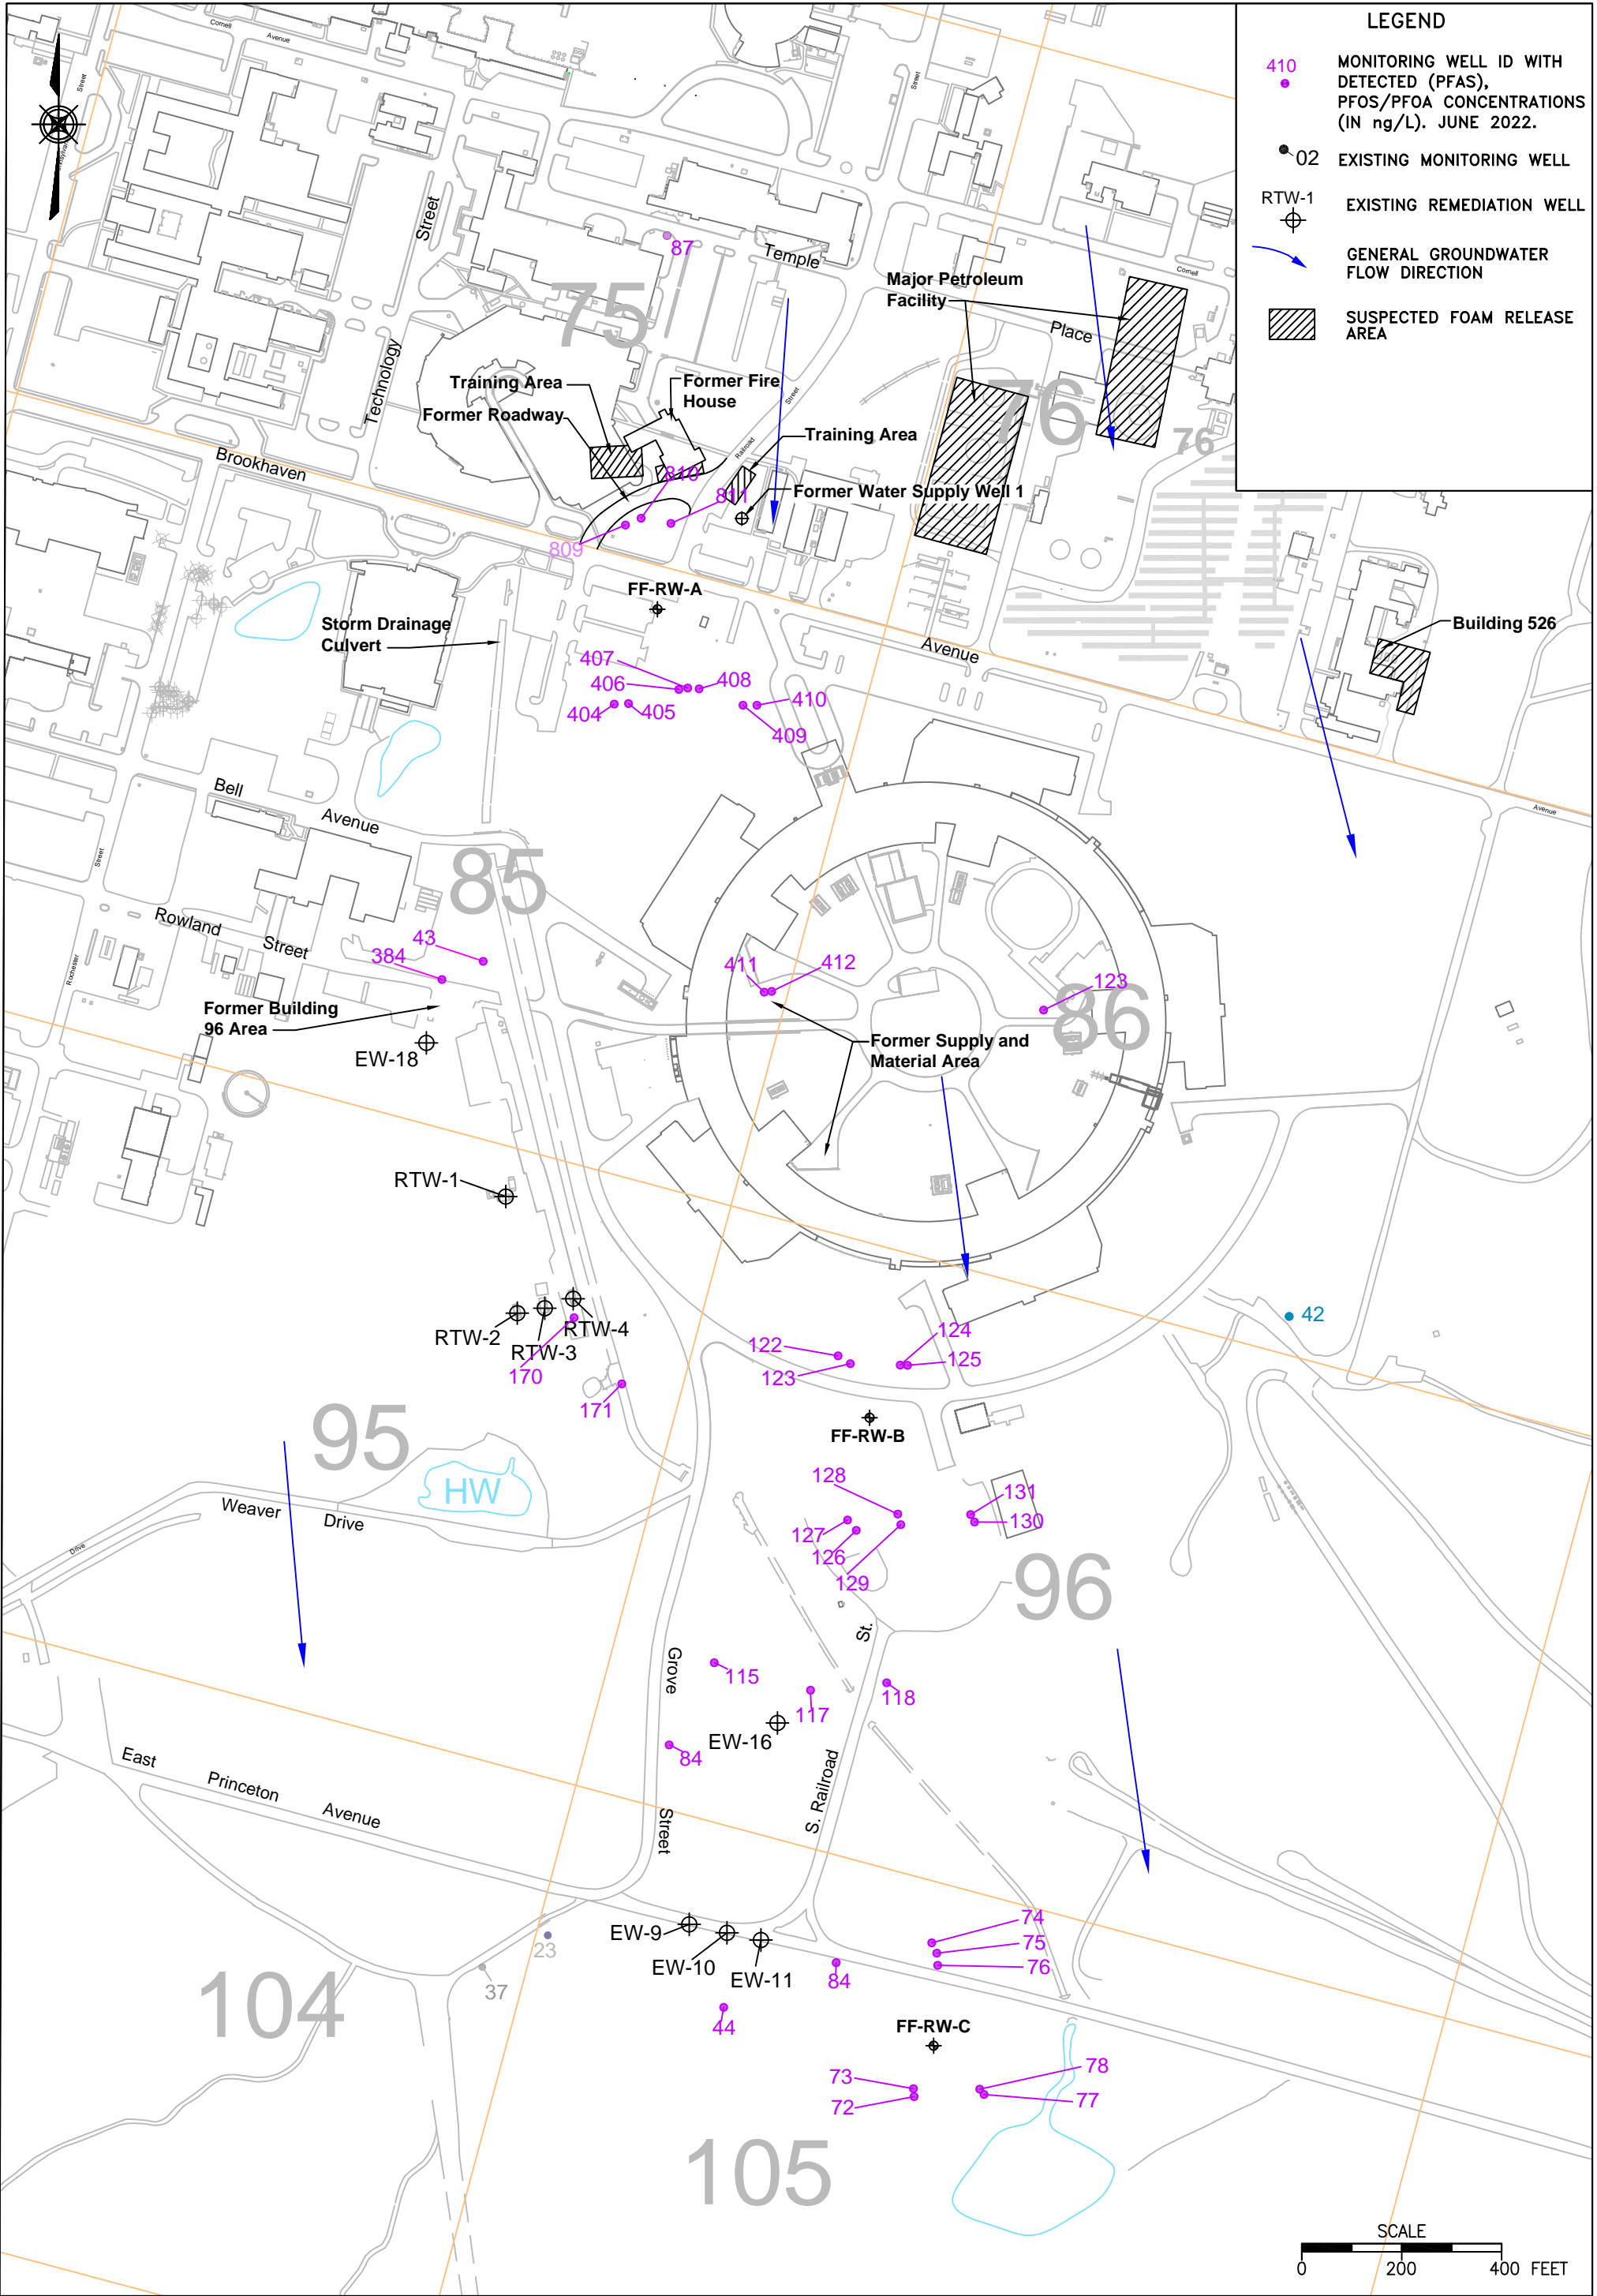 LEGEND
410
MONITORING WELL ID WITH
DETECTED (PFAS),
PFOS/PFOA CONCENTRATIONS
(IN ng/L). JUNE 2022.
02
EXISTING MONITORING WELL
RTW-1
EXISTING REMEDIATION WELL
GENERAL GROUNDWATER
FLOW DIRECTION
SUSPECTED FOAM RELEASE
AREA
Cornell
Avenue
Street
Street
Street
Technology
87
Temple
Place
Cornell
75
Major Petroleum
Facility
76
76
Training Area
Former Fire
House
Former Roadway
Training Area
Railroad
Street
Brookhaven
810
811
Former Water Supply Well 1
809
FF-RW-A
Storm Drainage
Culvert
Avenue
Building 526
407
406
408
404
405
410
409
Bell
Avenue
Avenue
Street
85
Rowland
Street
Rochester
43
384
411
412
123
86
Former Building
96 Area
EW-18
Former Supply and
Material Area
RTW-1
RTW-2
RTW-3
RTW-4
170
171
122
123
124
125
42
FF-RW-B
95
HW
Weaver
Drive
Drive
128
127
126
129
131
130
96
St.
Grove
115
117
118
EW-16
84
S. Railroad
Street
East
Princeton
Avenue
EW-9
EW-10
EW-11
23
37
104
74
75
76
84
44
FF-RW-C
73
72
78
77
105
SCALE
0
200
400 FEET